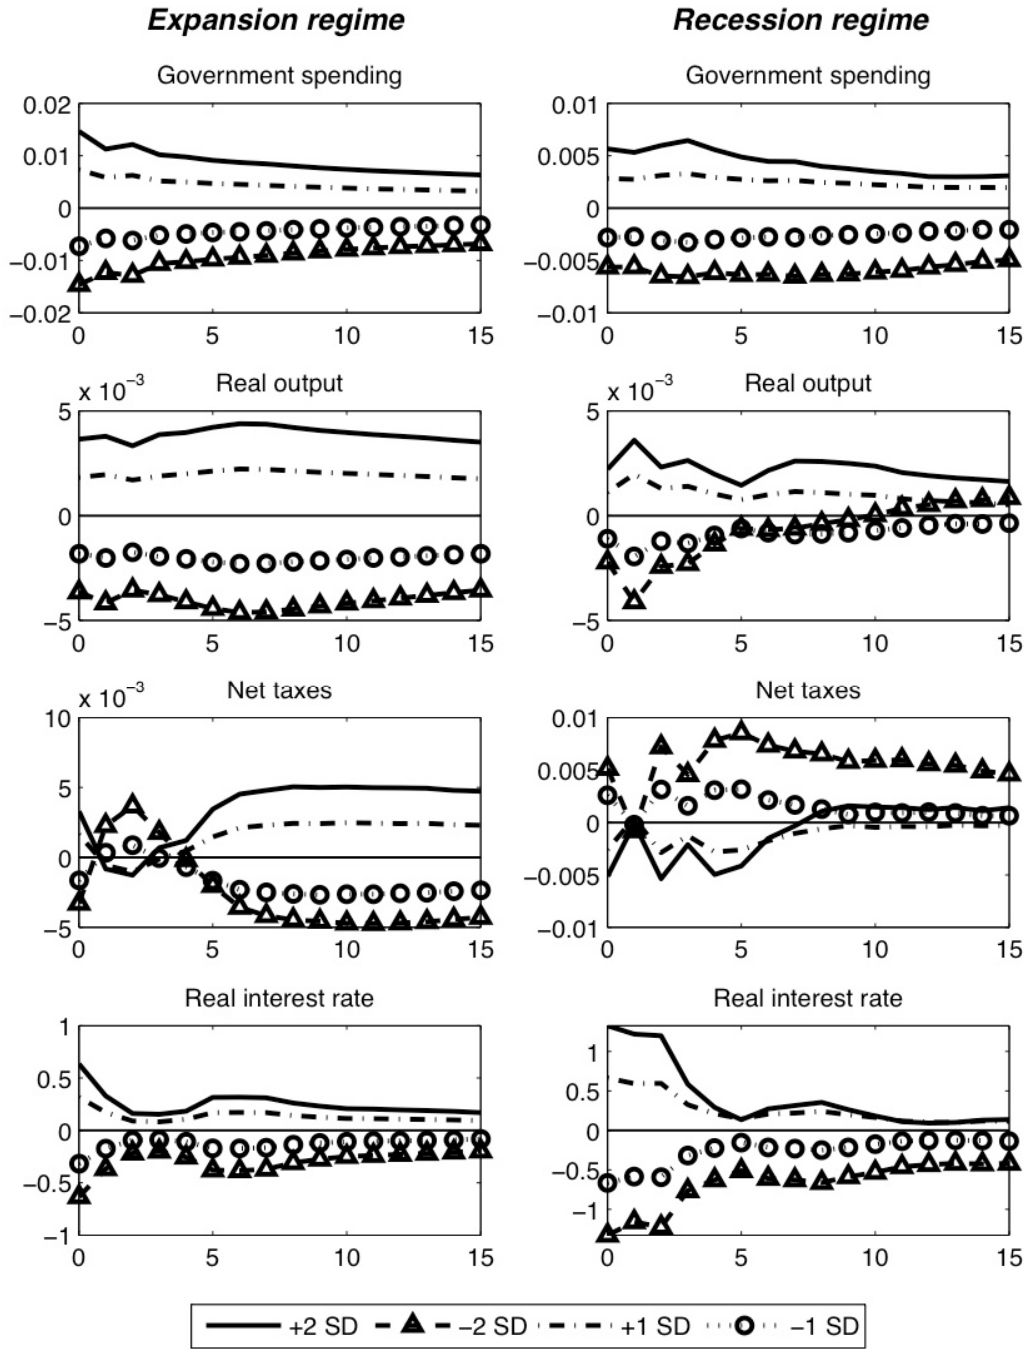 Expansion regime
Recession regime
Government spending
0.02
0.01
0
−0.01
−0.02
0 5 10 15
Government spending
0.01
0.005
0
−0.005
−0.01
0 5 10 15
Real output
x 10−3
5
0
−5
0 5 10 15
Real output
x 10−3
5
0
−5
0 5 10 15
Net taxes
x 10−3
10
5
0
−5
0 5 10 15
Net taxes
0.01
0.005
0
−0.005
−0.01
0 5 10 15
Real interest rate
1
0.5
0
−0.5
−1
0 5 10 15
Real interest rate
1
0.5
0
−0.5
−1
0 5 10 15
+2 SD −2 SD +1 SD −1 SD